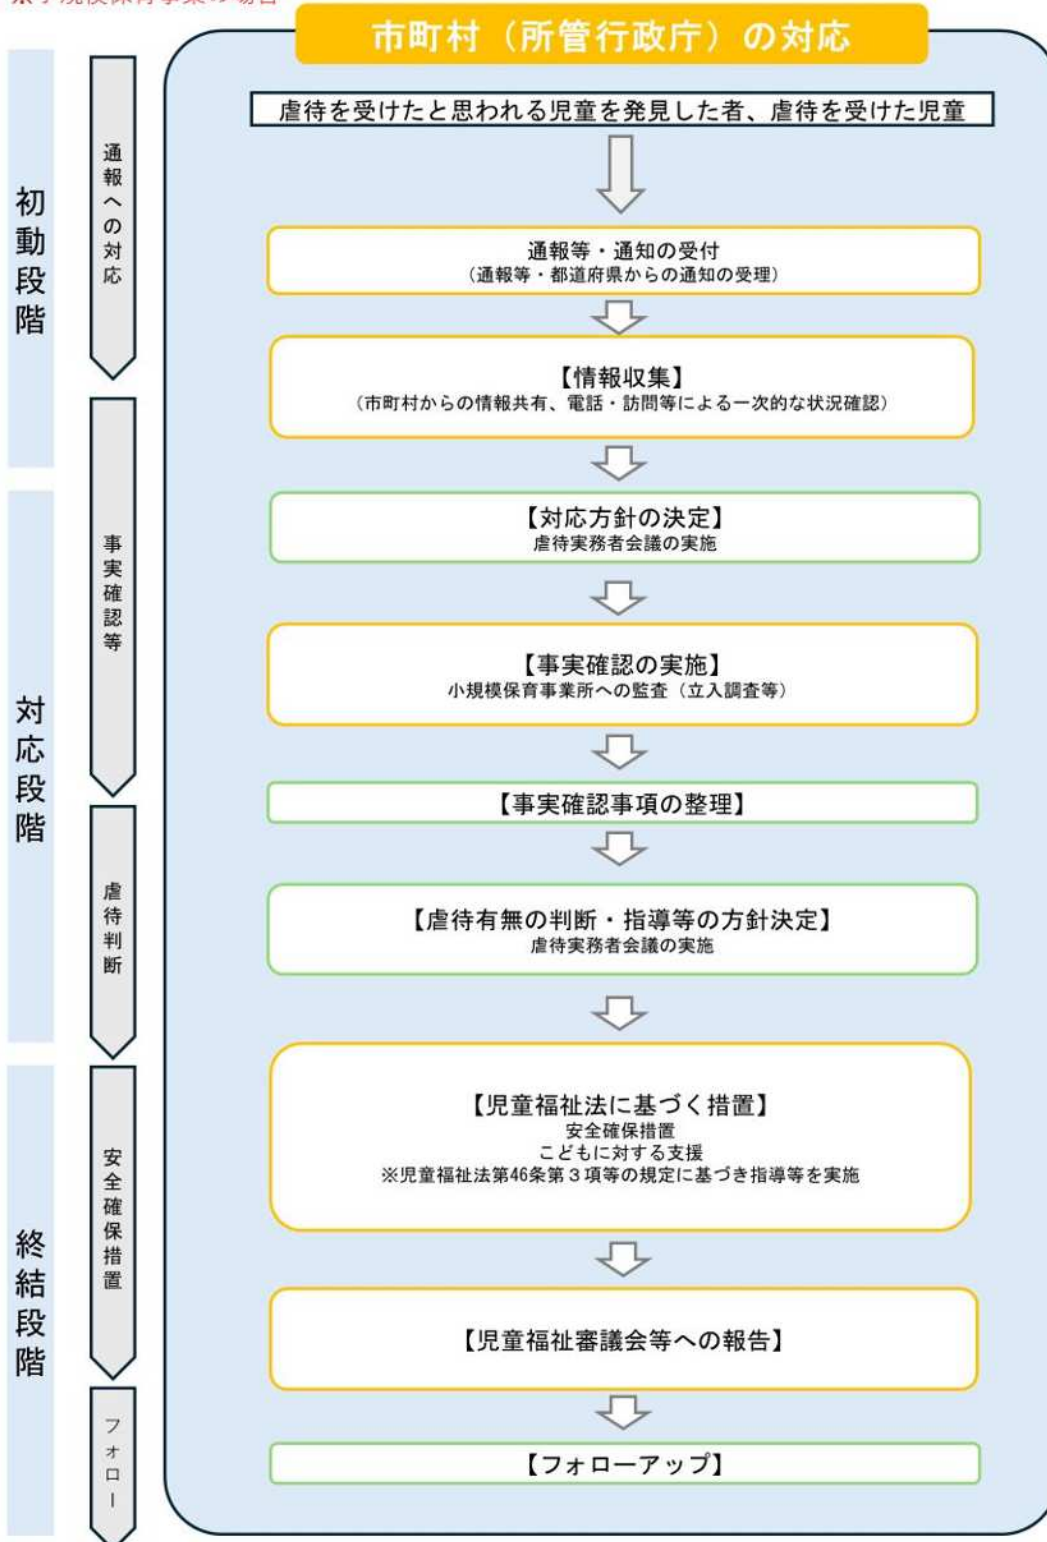 市町村（所管行政庁）の対応
虐待を受けたと思われる児童を発見した者、虐待を受けた児童
初動段階
通報への対応
通報等・通知の受付
（通報等・都道府県からの通知の受理）
【情報収集】
（市町村からの情報共有、電話・訪問等による一次的な状況確認）
対応段階
事実確認等
【対応方針の決定】
虐待実務者会議の実施
【事実確認の実施】
小規模保育事業所への監査（立入調査等）
【事実確認事項の整理】
虐待判断
【虐待有無の判断・指導等の方針決定】
虐待実務者会議の実施
終結段階
安全確保措置
【児童福祉法に基づく措置】
安全確保措置
こどもに対する支援
※児童福祉法第46条第３項等の規定に基づき指導等を実施
【児童福祉審議会等への報告】
フォロー
【フォローアップ】